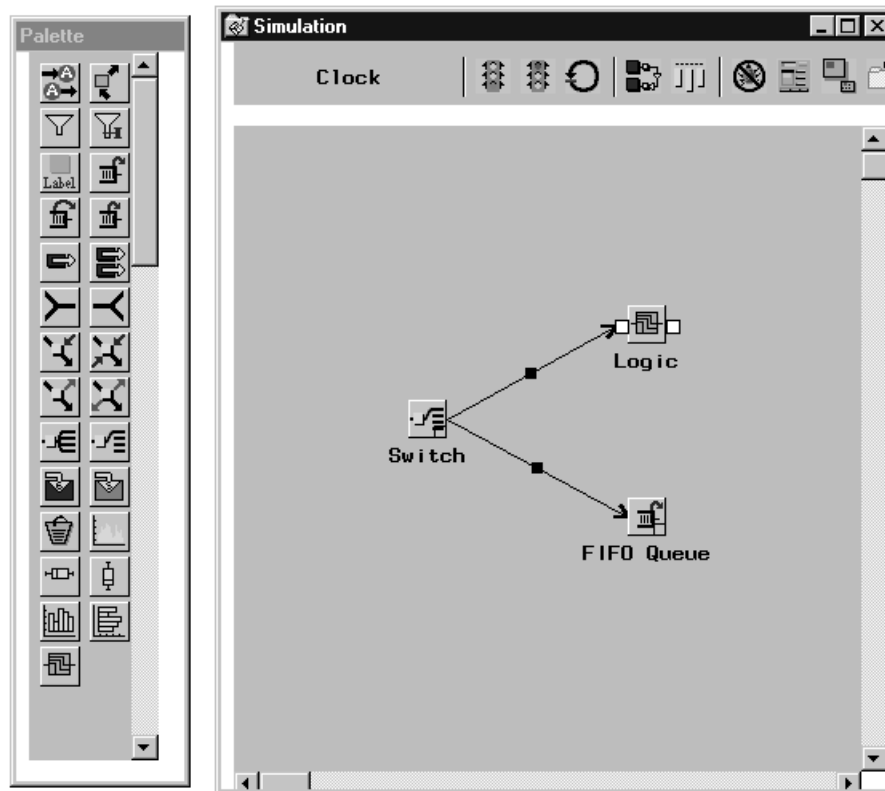 Palette
A
A
Label
Simulation
Clock
Logic
Switch
FIFO Queue